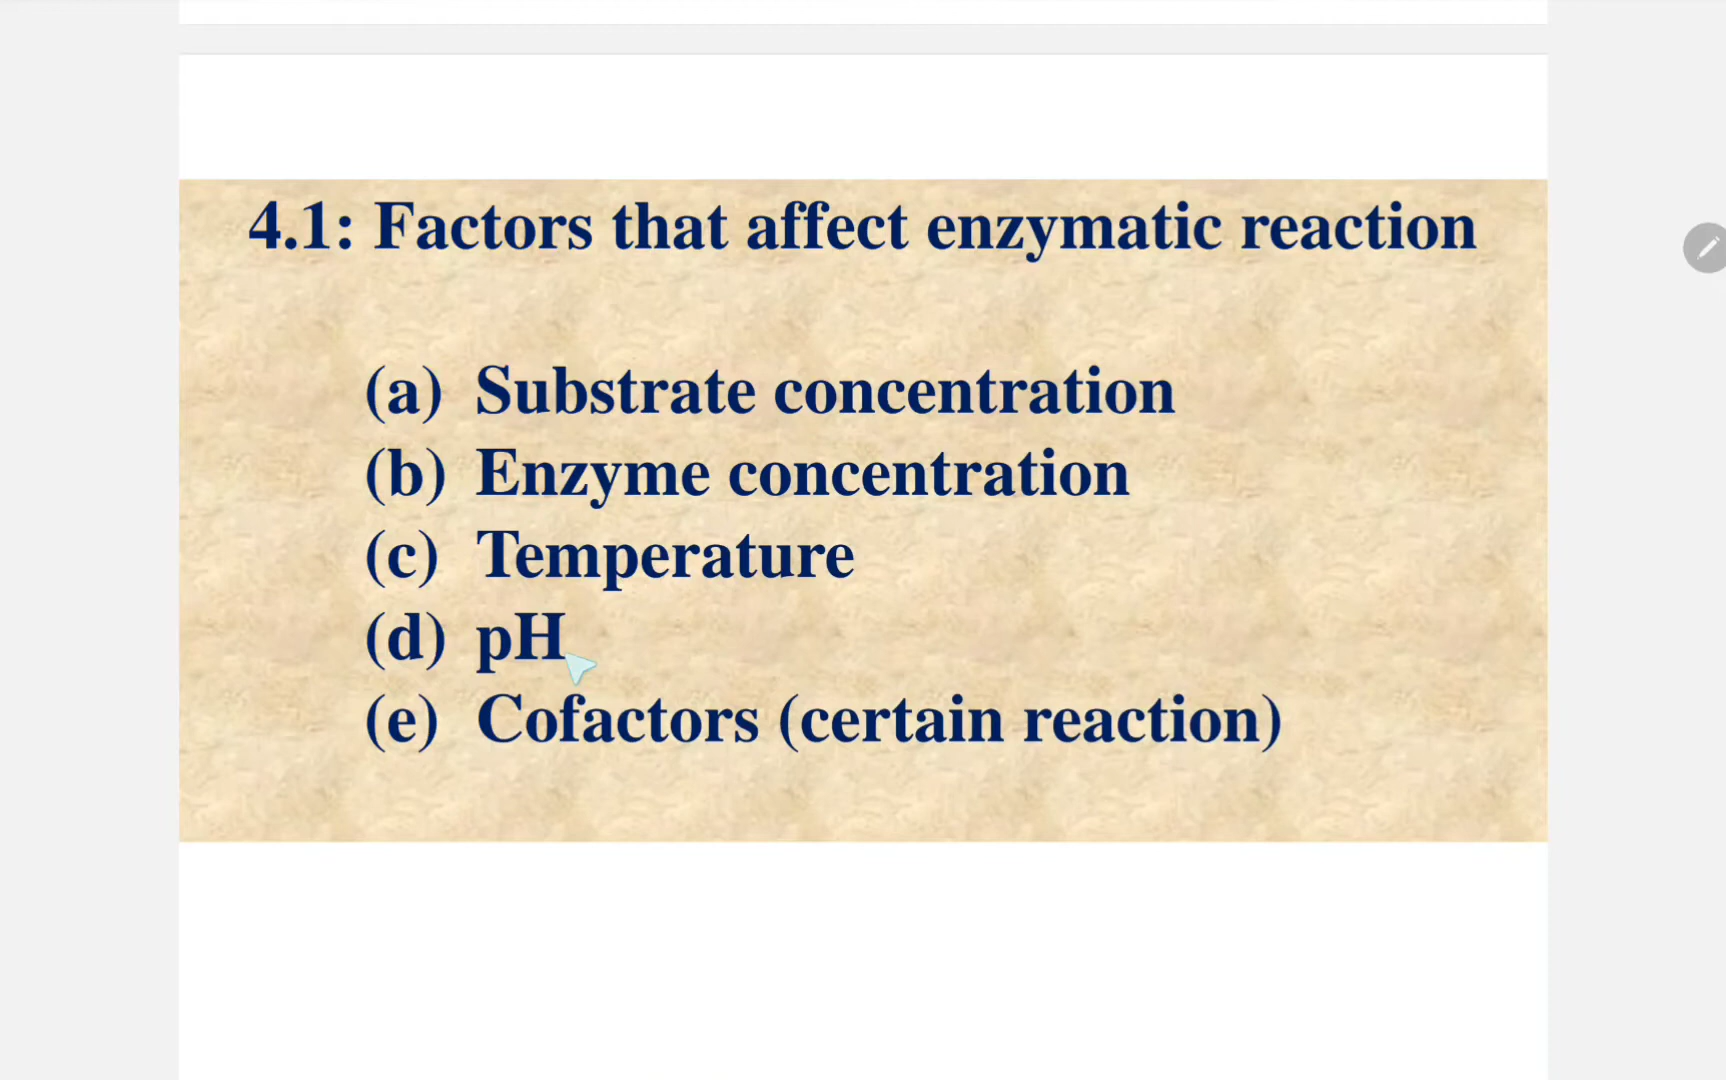 4.1: Factors that affect enzymatic reaction
(a) Substrate concentration
(b) Enzyme concentration
(c) Temperature
(d) pH
(e) Cofactors (certain reaction)